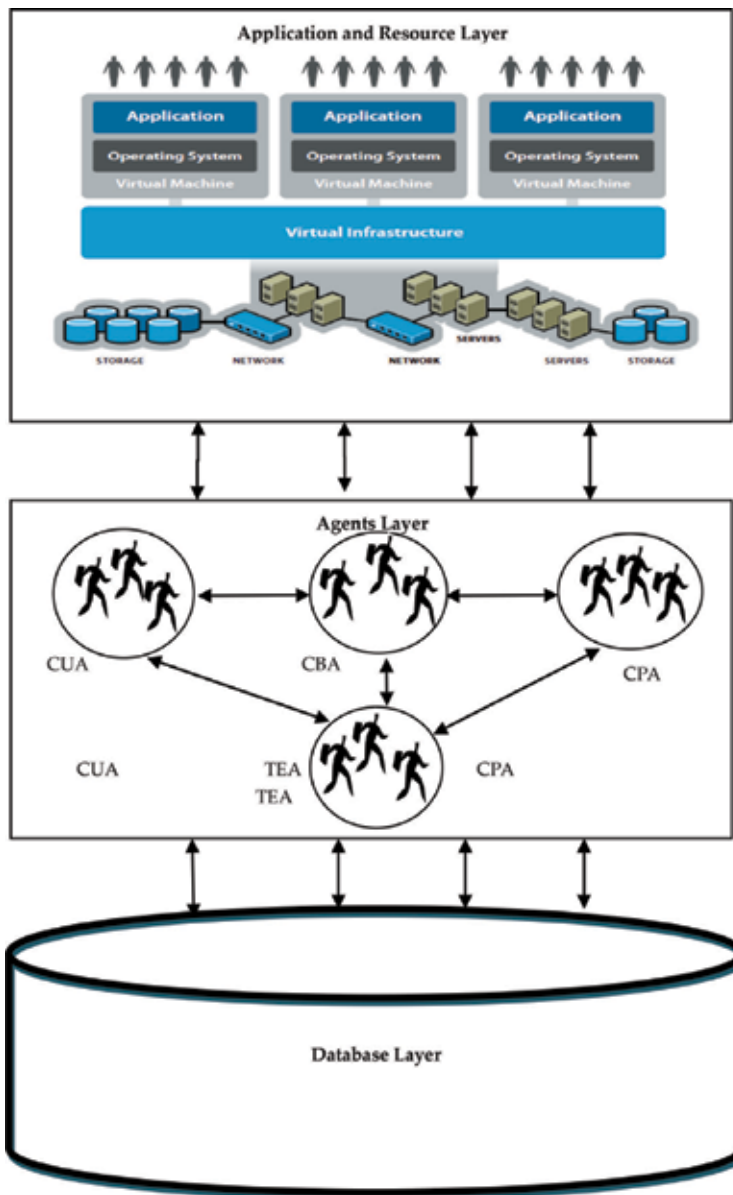 Application and Resource Layer
Application Application Application
Operating System Operating System Operating System
Virtual Machine Virtual Machine Virtual Machine
Virtual Infrastructure
SERVERS
STORAGE NETWORK NETWORK SERVERS STORAGE
Agents Layer
CUA CBA CPA
CUA TEA CPA
TEA
Database Layer